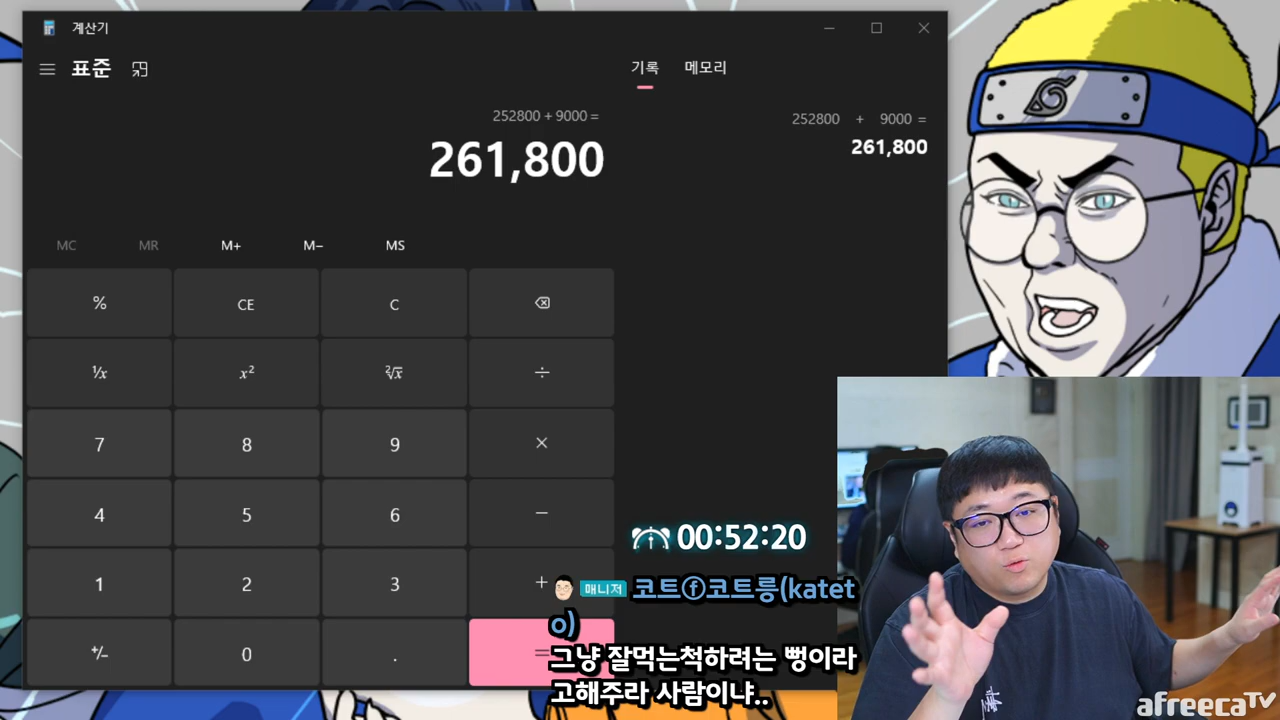 계산기
표준
기록 메모리
252800 + 9000 =
261,800
252800 + 9000 =
261,800
MC MR M+ M− MS
% CE C
⅟x x² ²√x ÷
7 8 9 ×
4 5 6 −
1 2 3 +
+/− 0 . =
00:52:20
매니저 코트ⓕ코트릉(katet
o)
그냥 잘먹는척하려는 뻥이라
고해주라 사람이냐..
afreecaTV